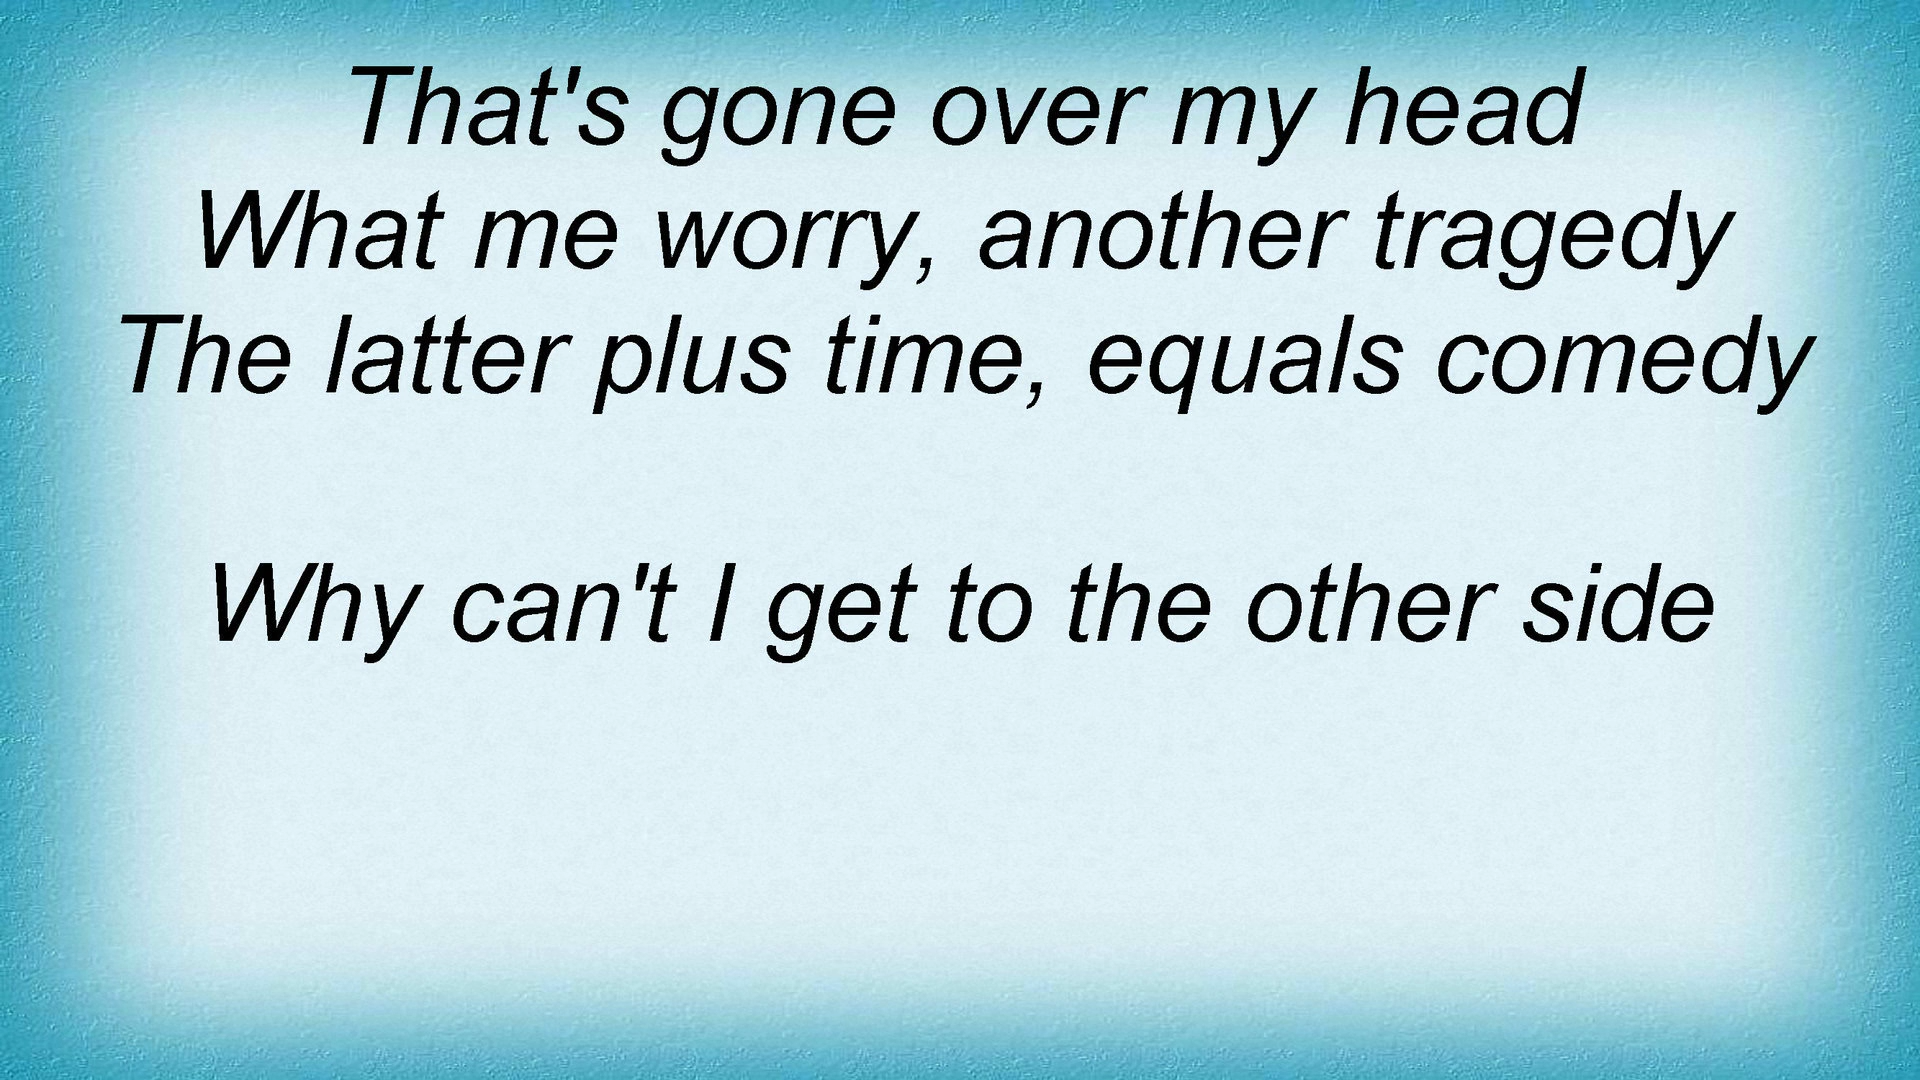 That's gone over my head
What me worry, another tragedy
The latter plus time, equals comedy
Why can't I get to the other side